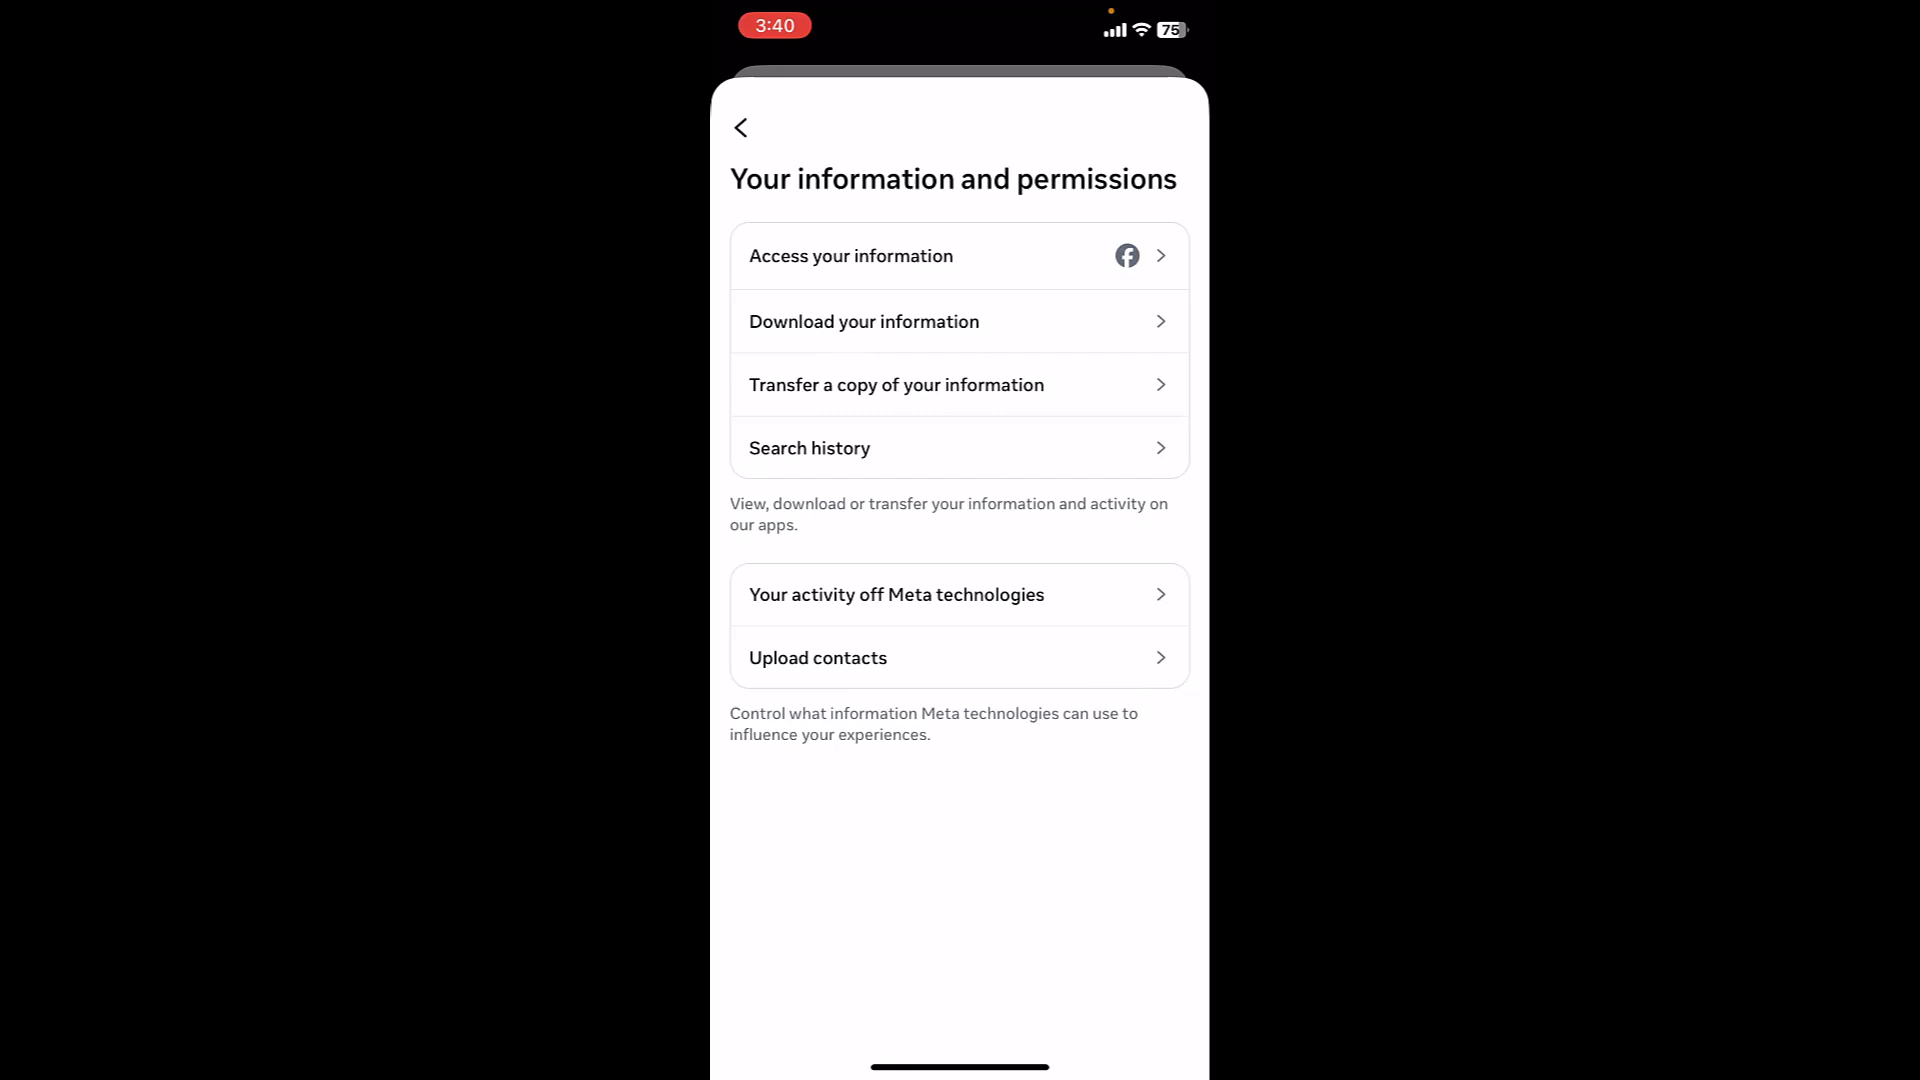 3:40
75
Your information and permissions
Access your information
Download your information
Transfer a copy of your information
Search history
View, download or transfer your information and activity on
our apps.
Your activity off Meta technologies
Upload contacts
Control what information Meta technologies can use to
influence your experiences.